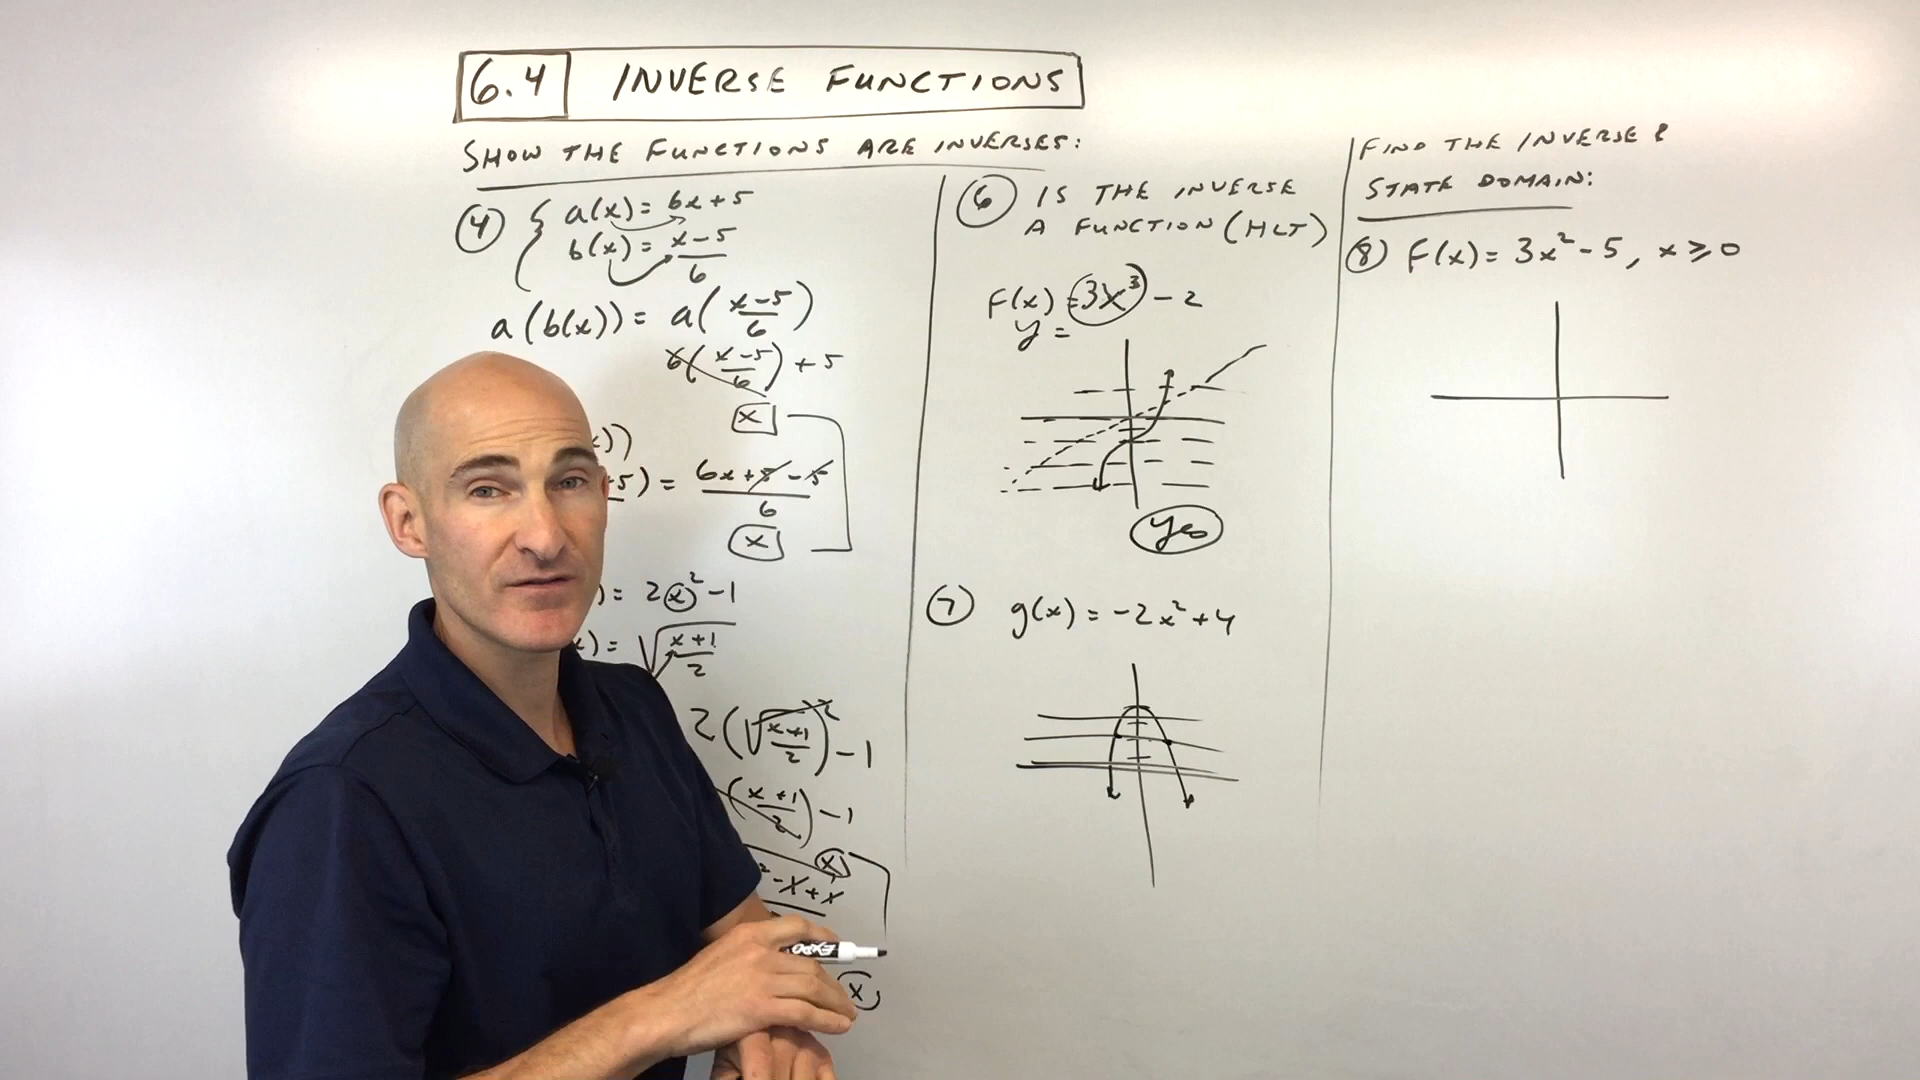 6.4 INVERSE FUNCTIONS
SHOW THE FUNCTIONS ARE INVERSES:
④ { a(x) = 6x+5
b(x) = x-5/6
a(b(x)) = a(x-5/6)
6(x-5/6) + 5
x
x))
+5) = 6x+5-5/6
x
) = 2x²-1
x) = √(x+1/2)
2(√(x+1/2))²-1
(x+1/2)-1
x
²-x+x
x
EXPO
⑥ IS THE INVERSE
A FUNCTION (HLT)
F(x) = 3x³ - 2
y =
yes
⑦ g(x) = -2x²+4
FIND THE INVERSE &
STATE DOMAIN:
⑧ F(x) = 3x²-5, x ≥ 0